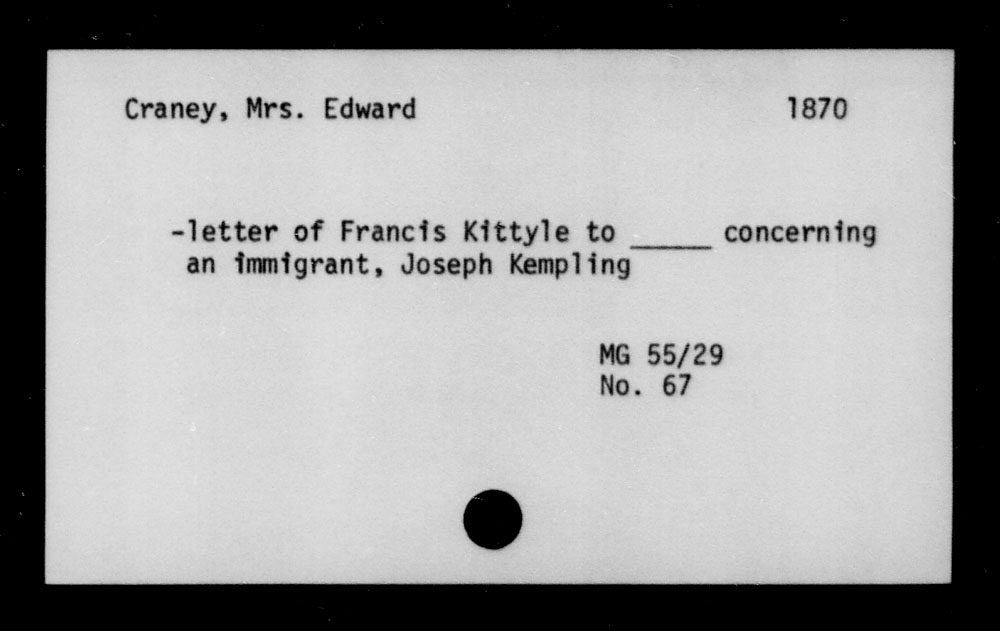 Craney, Mrs. Edward 1870
-letter of Francis Kittyle to _____ concerning
an immigrant, Joseph Kempling
MG 55/29
No. 67